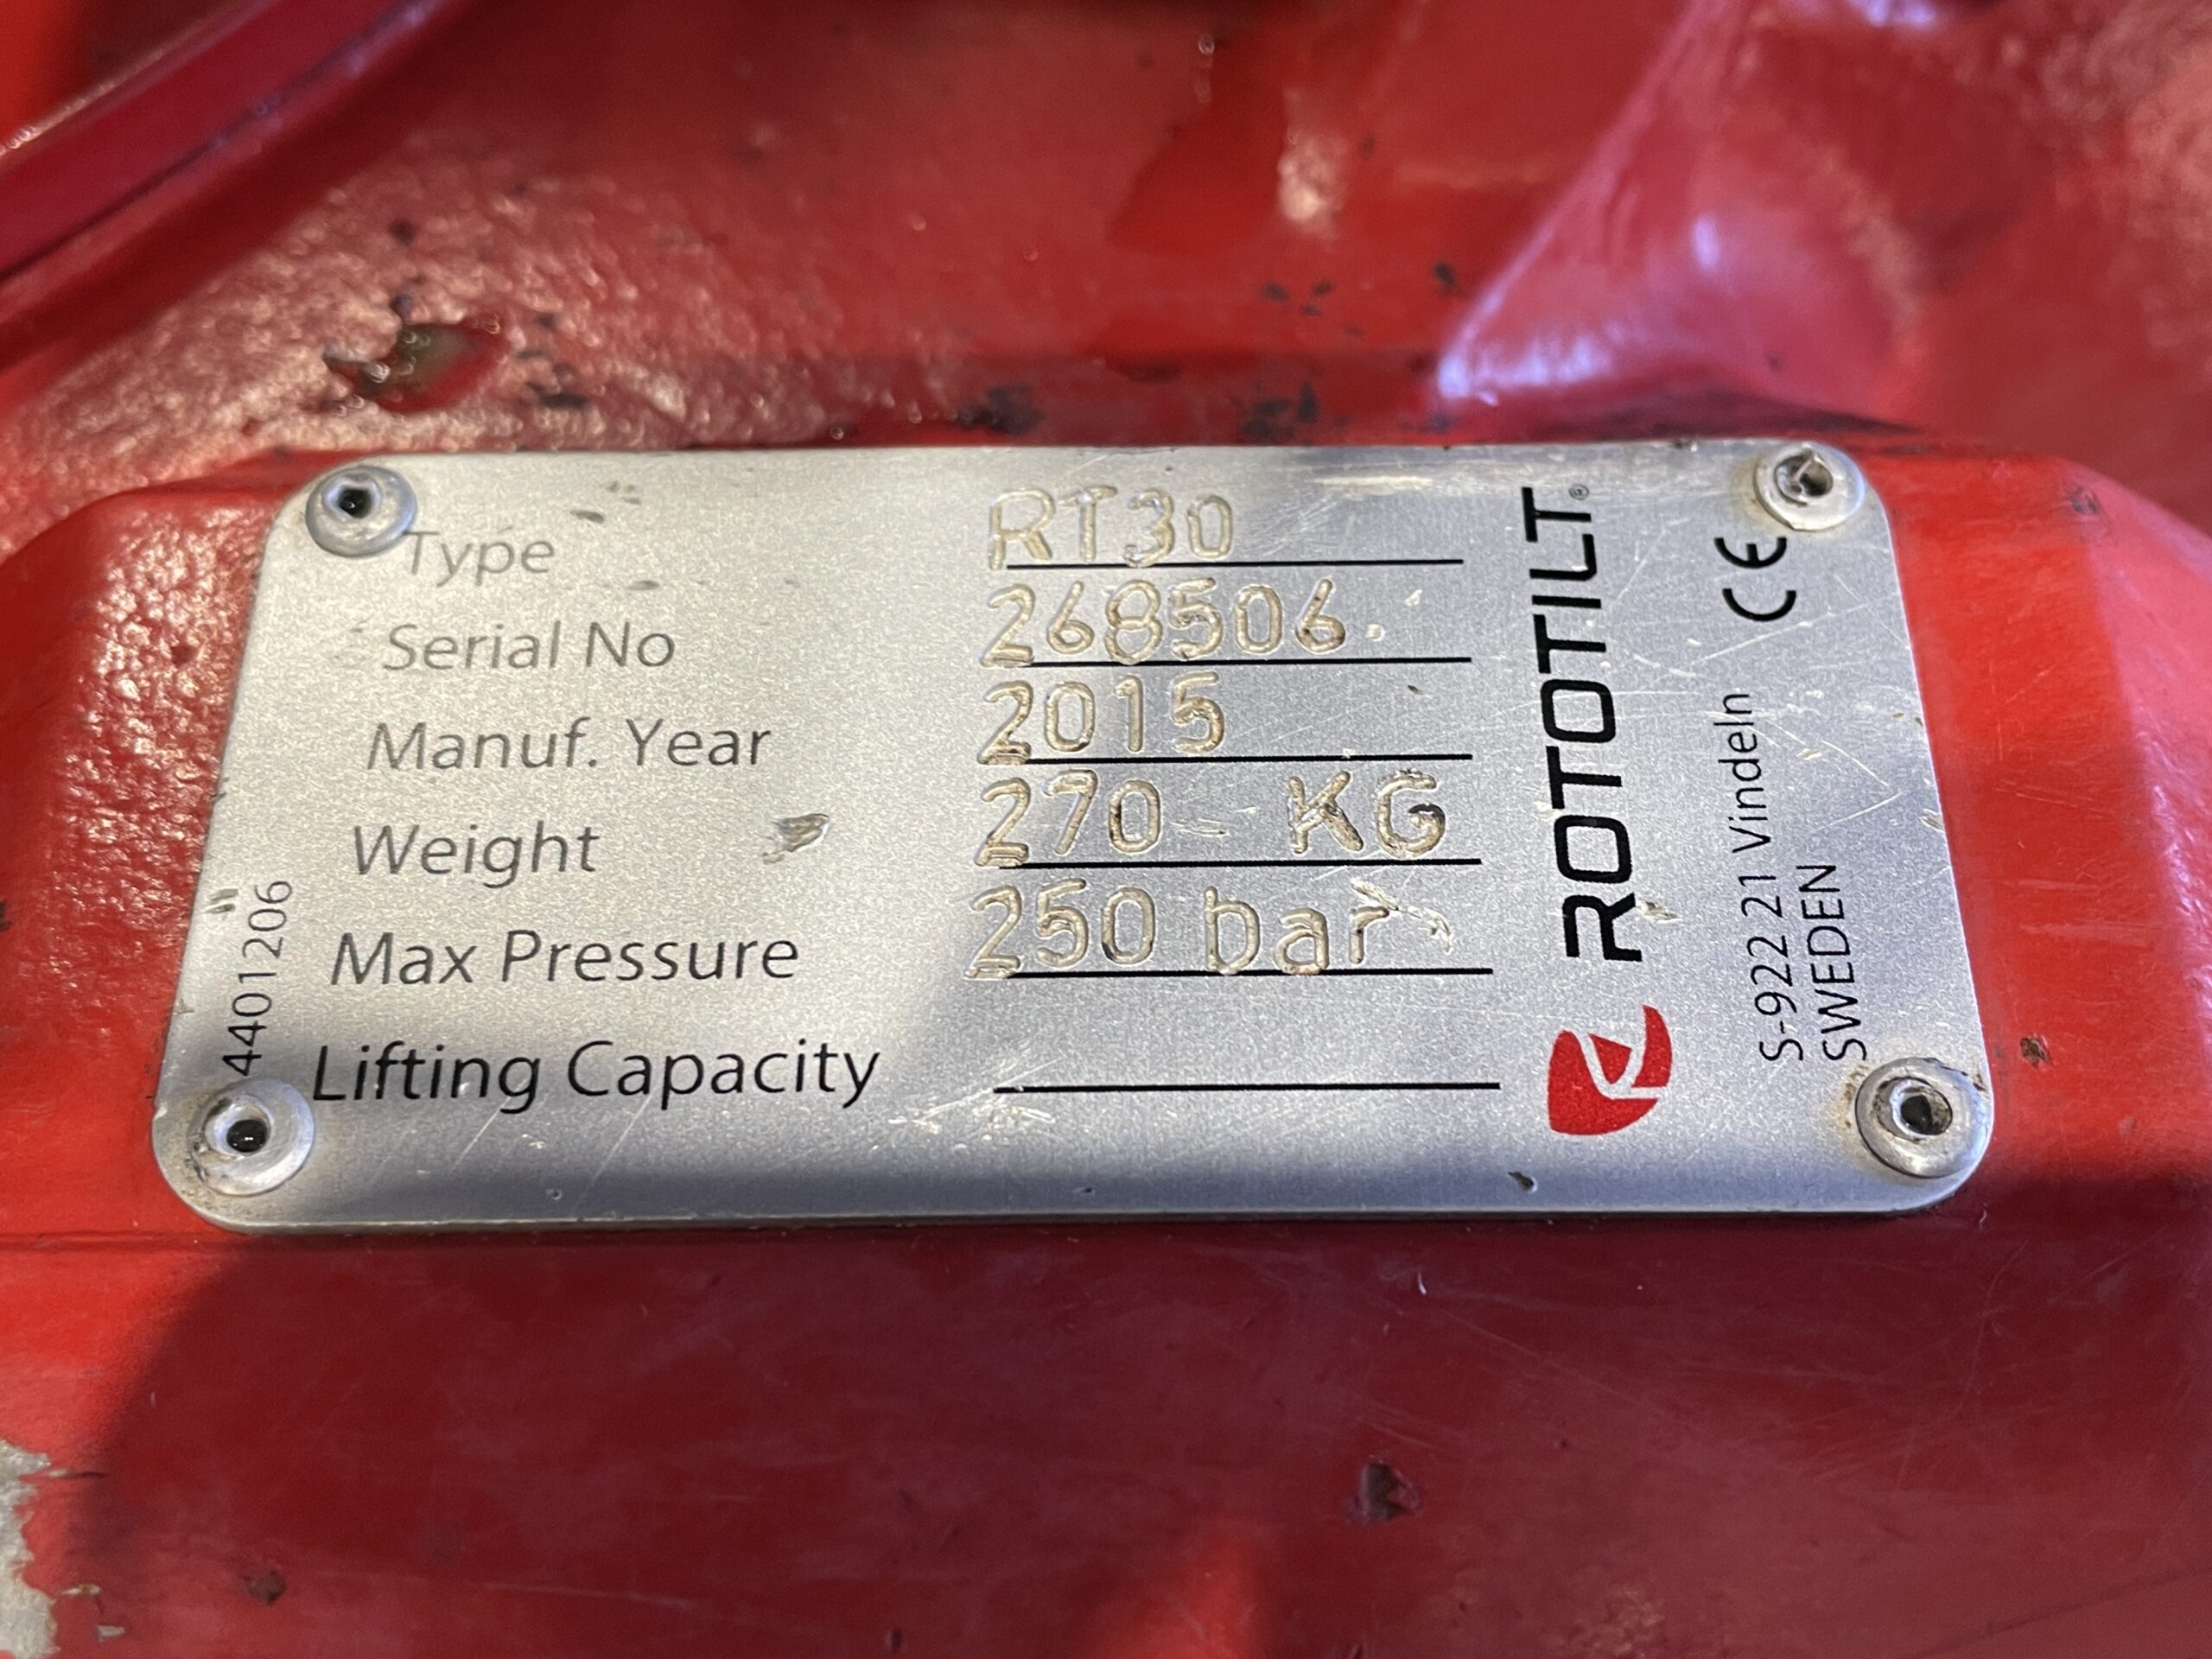 Type RT30
Serial No 268506
Manuf. Year 2015
Weight 270 KG
Max Pressure 250 bar
Lifting Capacity
4401206
ROTOTILT®
CE
S-922 21 Vindeln
SWEDEN